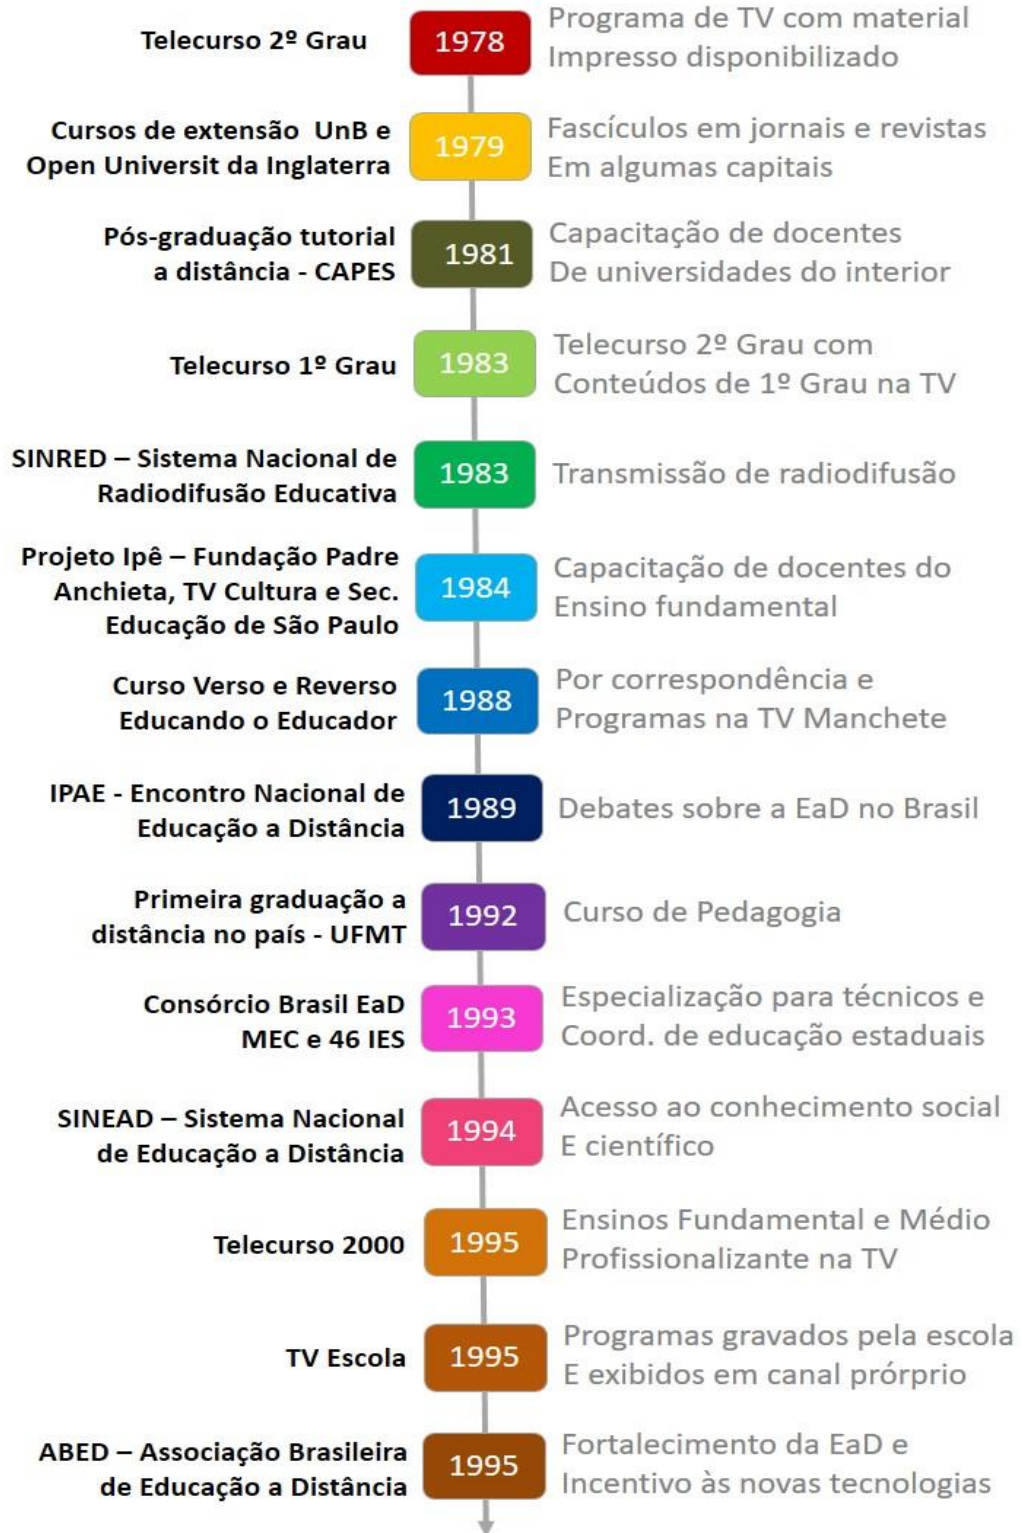 Telecurso 2º Grau
1978
Programa de TV com material
Impresso disponibilizado
Cursos de extensão UnB e
Open Universit da Inglaterra
1979
Fascículos em jornais e revistas
Em algumas capitais
Pós-graduação tutorial
a distância - CAPES
1981
Capacitação de docentes
De universidades do interior
Telecurso 1º Grau
1983
Telecurso 2º Grau com
Conteúdos de 1º Grau na TV
SINRED – Sistema Nacional de
Radiodifusão Educativa
1983
Transmissão de radiodifusão
Projeto Ipê – Fundação Padre
Anchieta, TV Cultura e Sec.
Educação de São Paulo
1984
Capacitação de docentes do
Ensino fundamental
Curso Verso e Reverso
Educando o Educador
1988
Por correspondência e
Programas na TV Manchete
IPAE - Encontro Nacional de
Educação a Distância
1989
Debates sobre a EaD no Brasil
Primeira graduação a
distância no país - UFMT
1992
Curso de Pedagogia
Consórcio Brasil EaD
MEC e 46 IES
1993
Especialização para técnicos e
Coord. de educação estaduais
SINEAD – Sistema Nacional
de Educação a Distância
1994
Acesso ao conhecimento social
E científico
Telecurso 2000
1995
Ensinos Fundamental e Médio
Profissionalizante na TV
TV Escola
1995
Programas gravados pela escola
E exibidos em canal prórprio
ABED – Associação Brasileira
de Educação a Distância
1995
Fortalecimento da EaD e
Incentivo às novas tecnologias